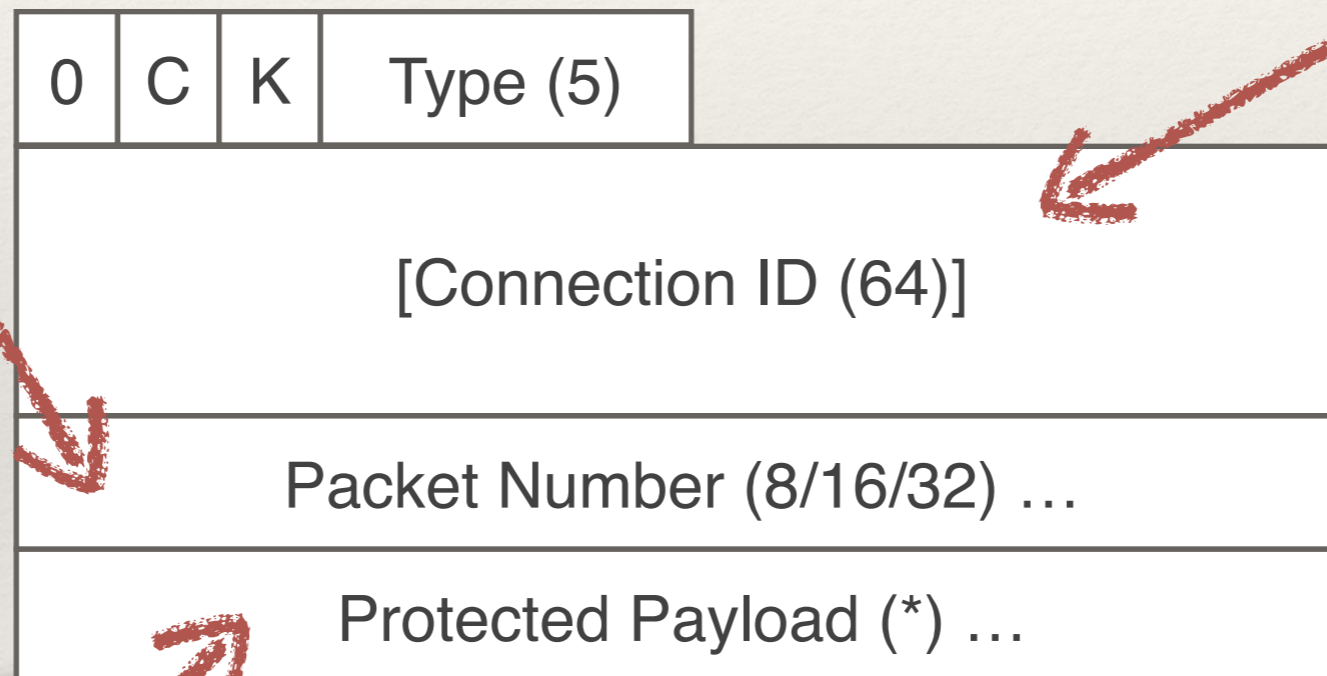 0 C K Type (5)
[Connection ID (64)]
Packet Number (8/16/32) …
Protected Payload (*) …